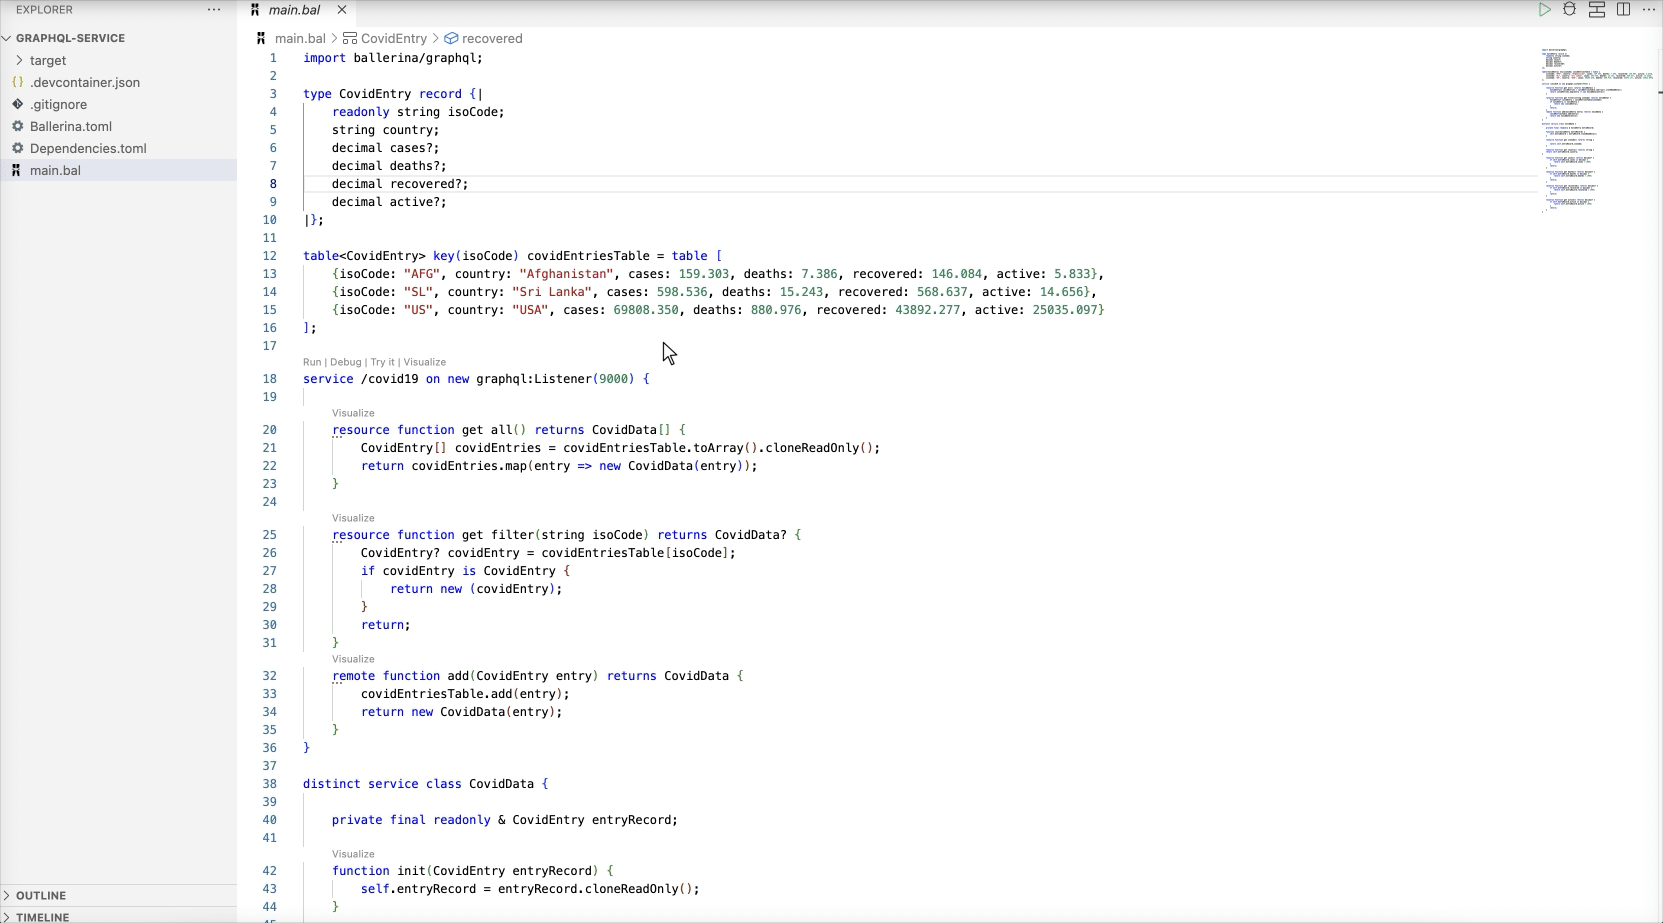 EXPLORER
main.bal
GRAPHQL-SERVICE
target
.devcontainer.json
.gitignore
Ballerina.toml
Dependencies.toml
main.bal
OUTLINE
TIMELINE
main.bal > CovidEntry > recovered
1 import ballerina/graphql;
2
3 type CovidEntry record {|
4 readonly string isoCode;
5 string country;
6 decimal cases?;
7 decimal deaths?;
8 decimal recovered?;
9 decimal active?;
10 |};
11
12 table<CovidEntry> key(isoCode) covidEntriesTable = table [
13 {isoCode: "AFG", country: "Afghanistan", cases: 159.303, deaths: 7.386, recovered: 146.084, active: 5.833},
14 {isoCode: "SL", country: "Sri Lanka", cases: 598.536, deaths: 15.243, recovered: 568.637, active: 14.656},
15 {isoCode: "US", country: "USA", cases: 69808.350, deaths: 880.976, recovered: 43892.277, active: 25035.097}
16 ];
17
Run | Debug | Try it | Visualize
18 service /covid19 on new graphql:Listener(9000) {
19
Visualize
20 resource function get all() returns CovidData[] {
21 CovidEntry[] covidEntries = covidEntriesTable.toArray().cloneReadOnly();
22 return covidEntries.map(entry => new CovidData(entry));
23 }
24
Visualize
25 resource function get filter(string isoCode) returns CovidData? {
26 CovidEntry? covidEntry = covidEntriesTable[isoCode];
27 if covidEntry is CovidEntry {
28 return new (covidEntry);
29 }
30 return;
31 }
Visualize
32 remote function add(CovidEntry entry) returns CovidData {
33 covidEntriesTable.add(entry);
34 return new CovidData(entry);
35 }
36 }
37
38 distinct service class CovidData {
39
40 private final readonly & CovidEntry entryRecord;
41
Visualize
42 function init(CovidEntry entryRecord) {
43 self.entryRecord = entryRecord.cloneReadOnly();
44 }